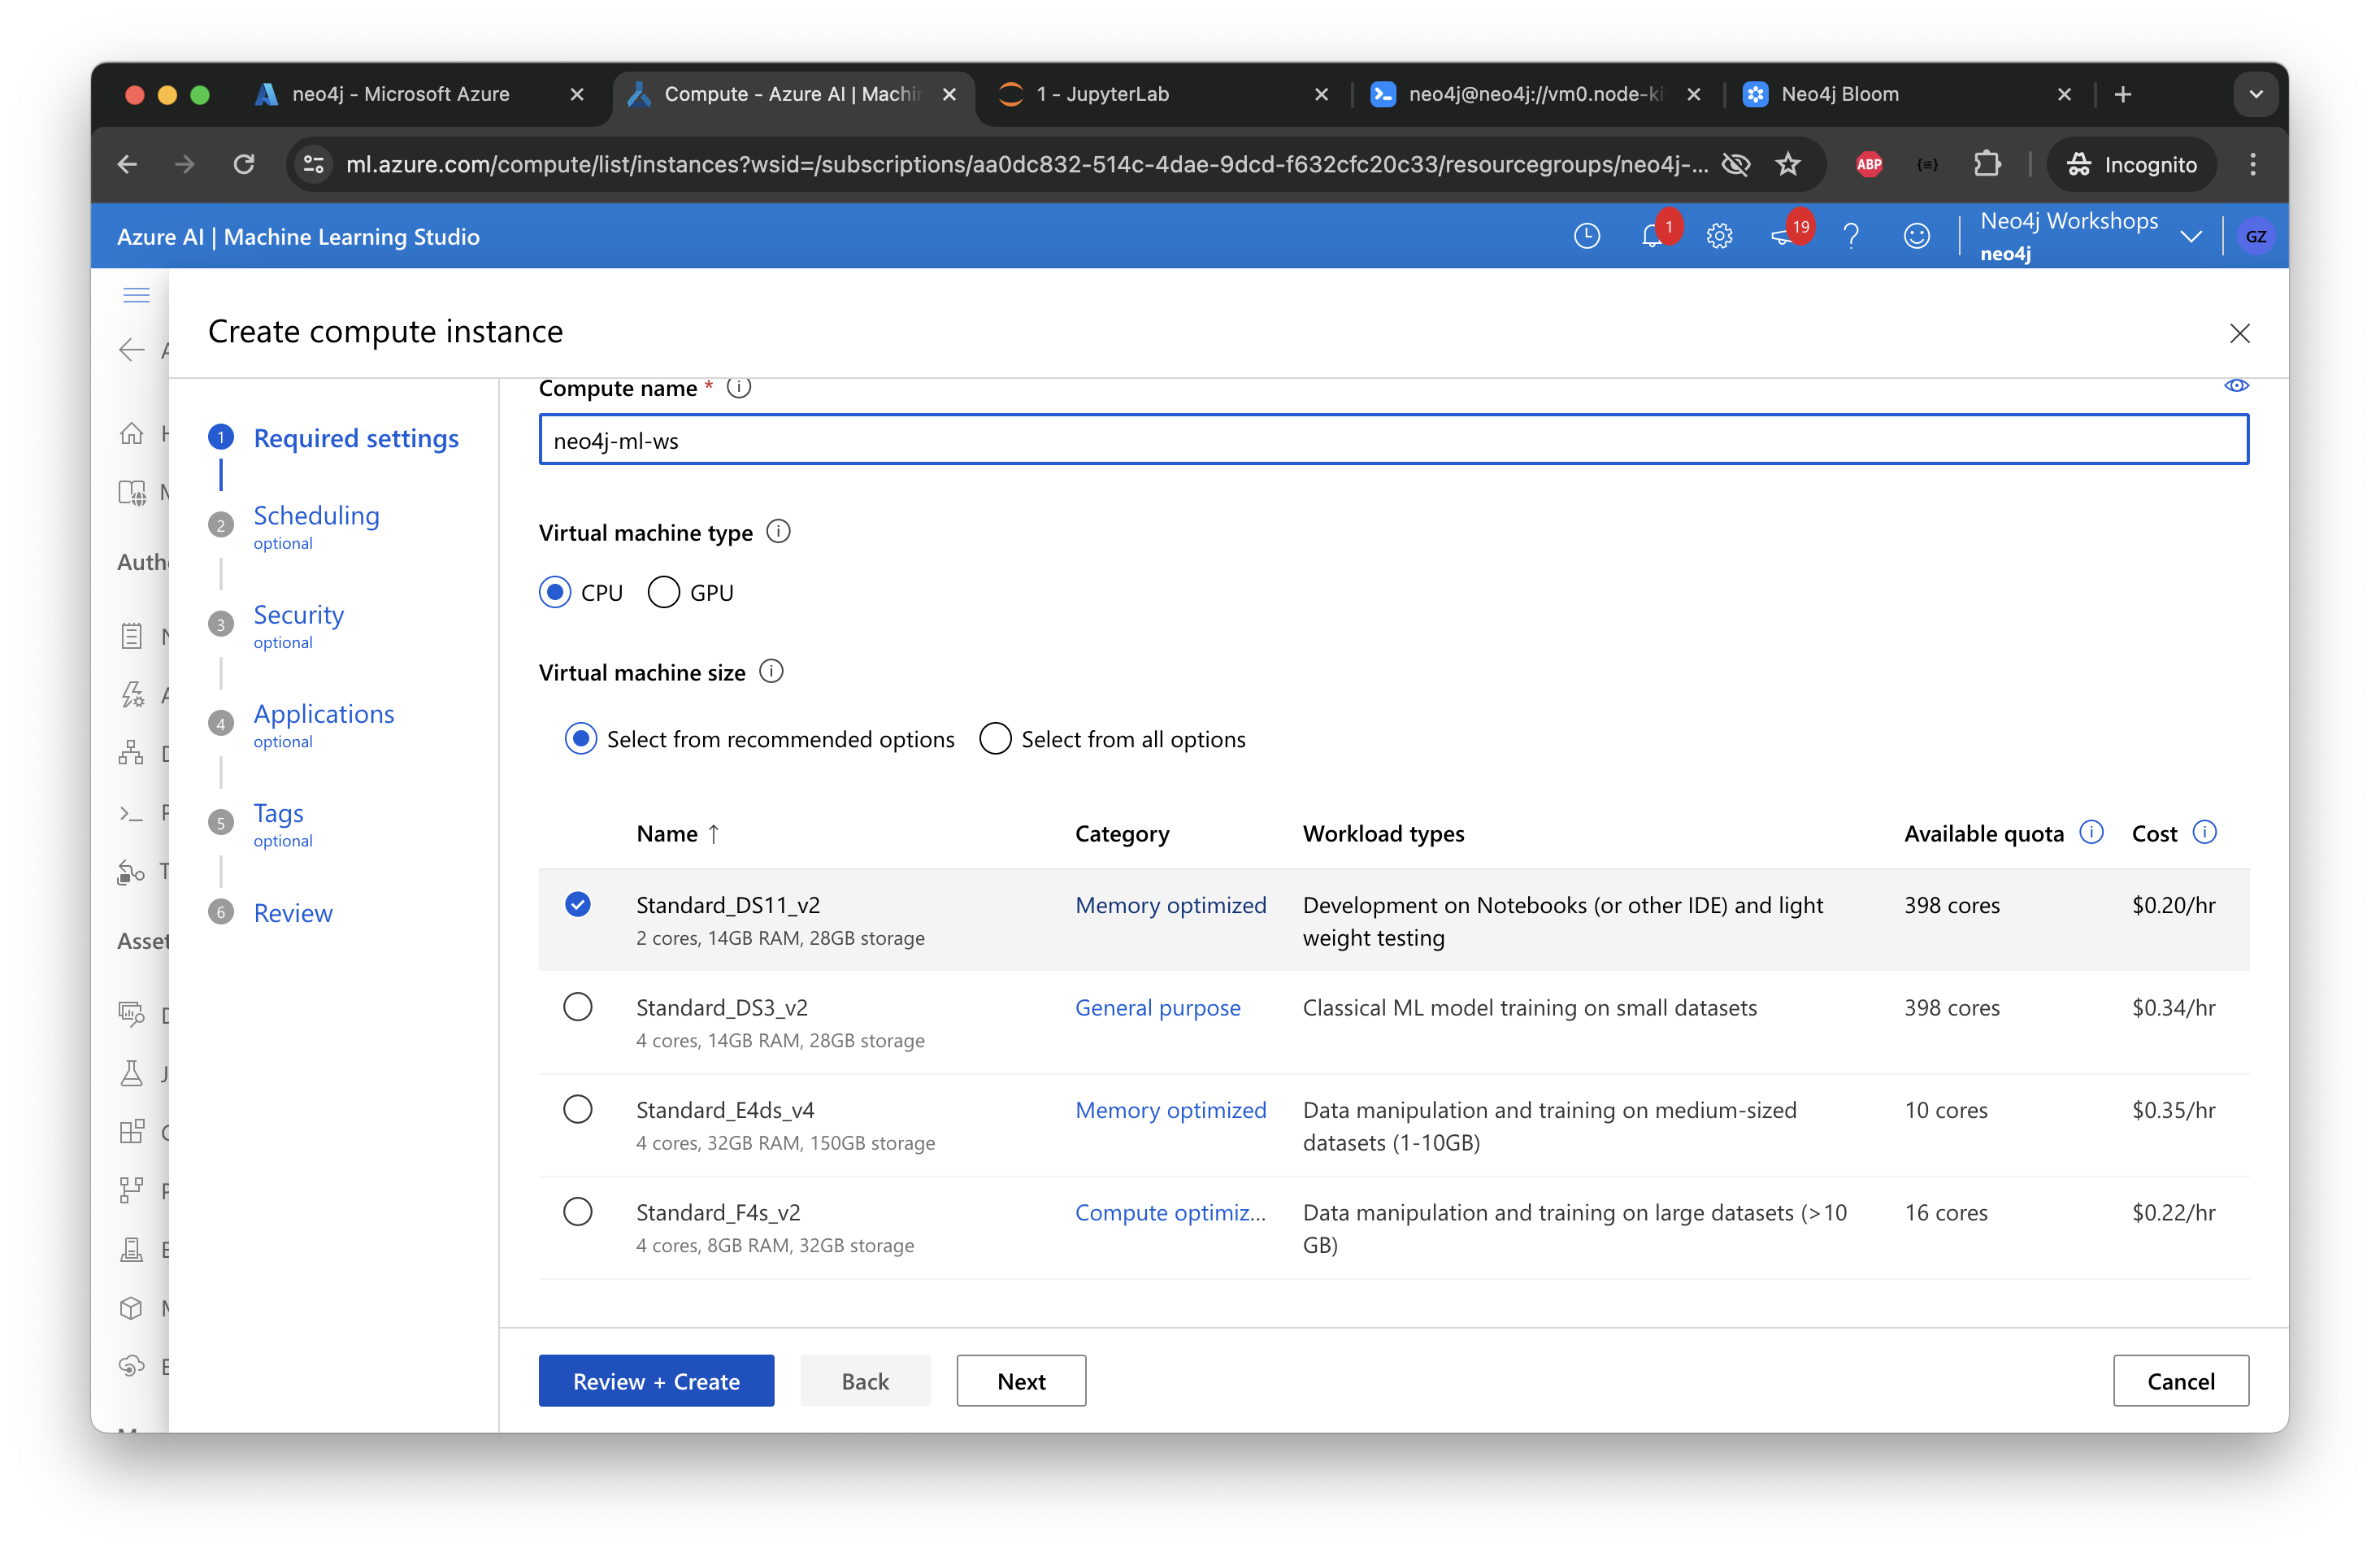 neo4j - Microsoft Azure
Compute - Azure AI | Machin
1 - JupyterLab
neo4j@neo4j://vm0.node-ki
Neo4j Bloom
ml.azure.com/compute/list/instances?wsid=/subscriptions/aa0dc832-514c-4dae-9dcd-f632cfc20c33/resourcegroups/neo4j-...
ABP
Incognito
Azure AI | Machine Learning Studio
1
19
Neo4j Workshops
neo4j
GZ
Create compute instance
Auth
Asset
1 Required settings
2 Scheduling
optional
3 Security
optional
4 Applications
optional
5 Tags
optional
6 Review
Compute name *
neo4j-ml-ws
Virtual machine type
CPU GPU
Virtual machine size
Select from recommended options Select from all options
Name ↑ Category Workload types Available quota Cost
Standard_DS11_v2 Memory optimized Development on Notebooks (or other IDE) and light 398 cores $0.20/hr
2 cores, 14GB RAM, 28GB storage weight testing
Standard_DS3_v2 General purpose Classical ML model training on small datasets 398 cores $0.34/hr
4 cores, 14GB RAM, 28GB storage
Standard_E4ds_v4 Memory optimized Data manipulation and training on medium-sized 10 cores $0.35/hr
4 cores, 32GB RAM, 150GB storage datasets (1-10GB)
Standard_F4s_v2 Compute optimiz... Data manipulation and training on large datasets (>10 16 cores $0.22/hr
4 cores, 8GB RAM, 32GB storage GB)
Review + Create
Back
Next
Cancel